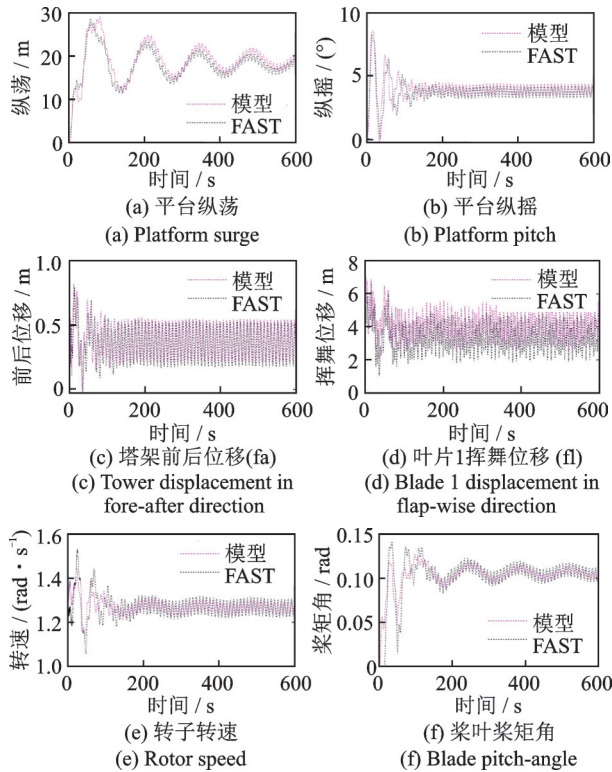 30
20
10
0
纵荡 / m
模型
FAST
200
400
600
时间 / s
(a) 平台纵荡
(a) Platform surge
10
5
0
纵摇 / (°)
模型
FAST
200
400
600
时间 / s
(b) 平台纵摇
(b) Platform pitch
1.0
0.5
0
前后位移 / m
模型
FAST
200
400
600
时间 / s
(c) 塔架前后位移(fa)
(c) Tower displacement in
fore-after direction
8
6
4
2
0
挥舞位移 / m
模型
FAST
0
200
400
600
时间 / s
(d) 叶片1挥舞位移 (fl)
(d) Blade 1 displacement in
flap-wise direction
1.6
1.4
1.2
1.0
转速 / (rad · s⁻¹)
模型
FAST
0
200
400
600
时间 / s
(e) 转子转速
(e) Rotor speed
0.15
0.10
0.05
0
桨矩角 / rad
模型
FAST
200
400
600
时间 / s
(f) 桨叶桨矩角
(f) Blade pitch-angle